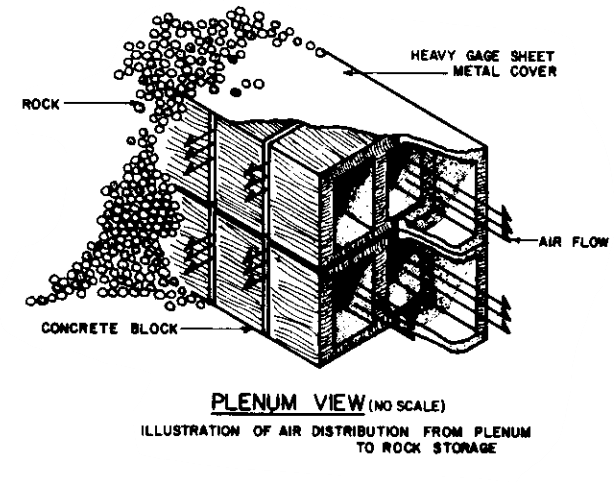 HEAVY GAGE SHEET
METAL COVER
ROCK
AIR FLOW
CONCRETE BLOCK
PLENUM VIEW (NO SCALE)
ILLUSTRATION OF AIR DISTRIBUTION FROM PLENUM
TO ROCK STORAGE